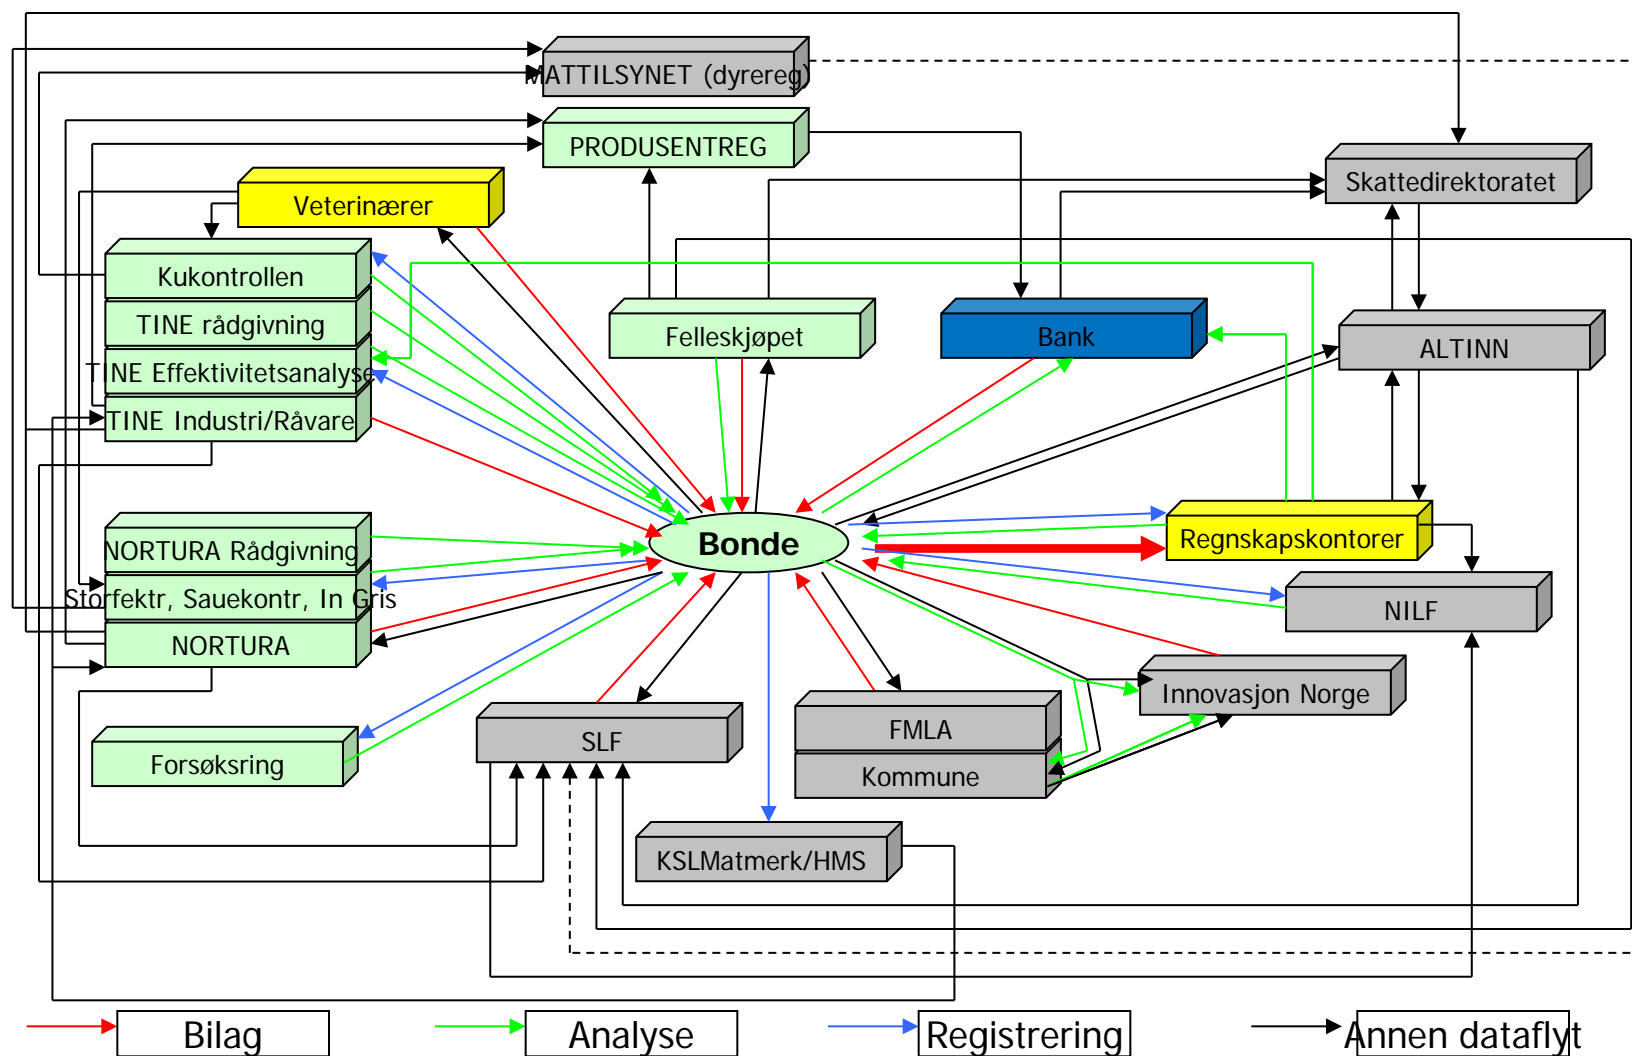 MATTILSYNET (dyrereg)
PRODUSENTREG
Skattedirektoratet
Veterinærer
Kukontrollen
TINE rådgivning
Felleskjøpet
Bank
ALTINN
TINE Effektivitetsanalyse
TINE Industri/Råvare
Bonde
Regnskapskontorer
NORTURA Rådgivning
Storfektr, Sauekontr, In Gris
NILF
NORTURA
Innovasjon Norge
FMLA
SLF
Forsøksring
Kommune
KSLMatmerk/HMS
Bilag
Analyse
Registrering
Annen dataflyt